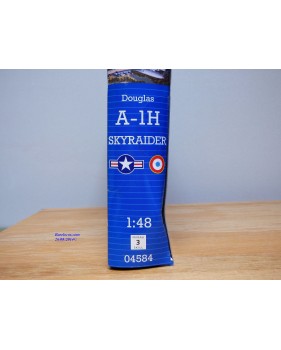 Douglas
A-1H
SKYRAIDER
1:48
3
04584